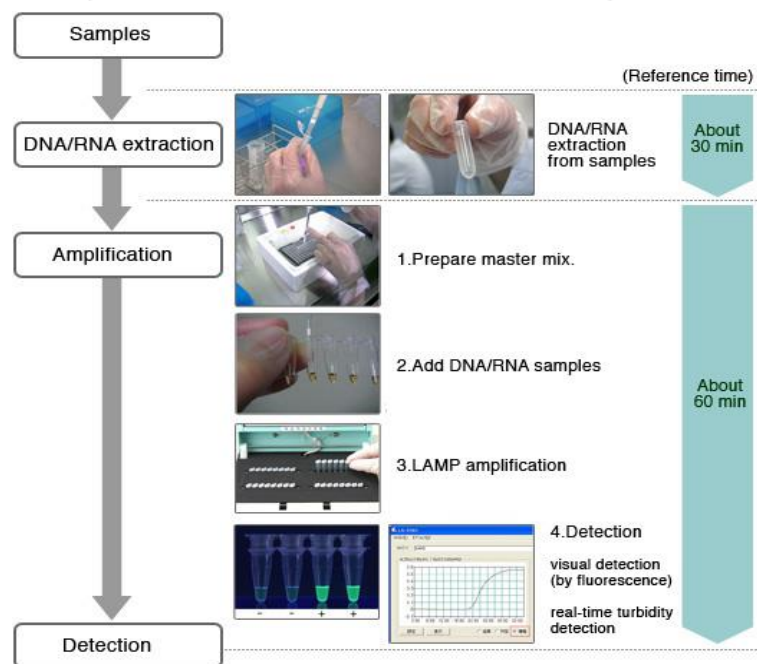 Samples
(Reference time)
DNA/RNA extraction
DNA/RNA
extraction
from samples
About
30 min
Amplification
1.Prepare master mix.
2.Add DNA/RNA samples
About
60 min
3.LAMP amplification
4.Detection
visual detection
(by fluorescence)
real-time turbidity
detection
- - + +
Detection